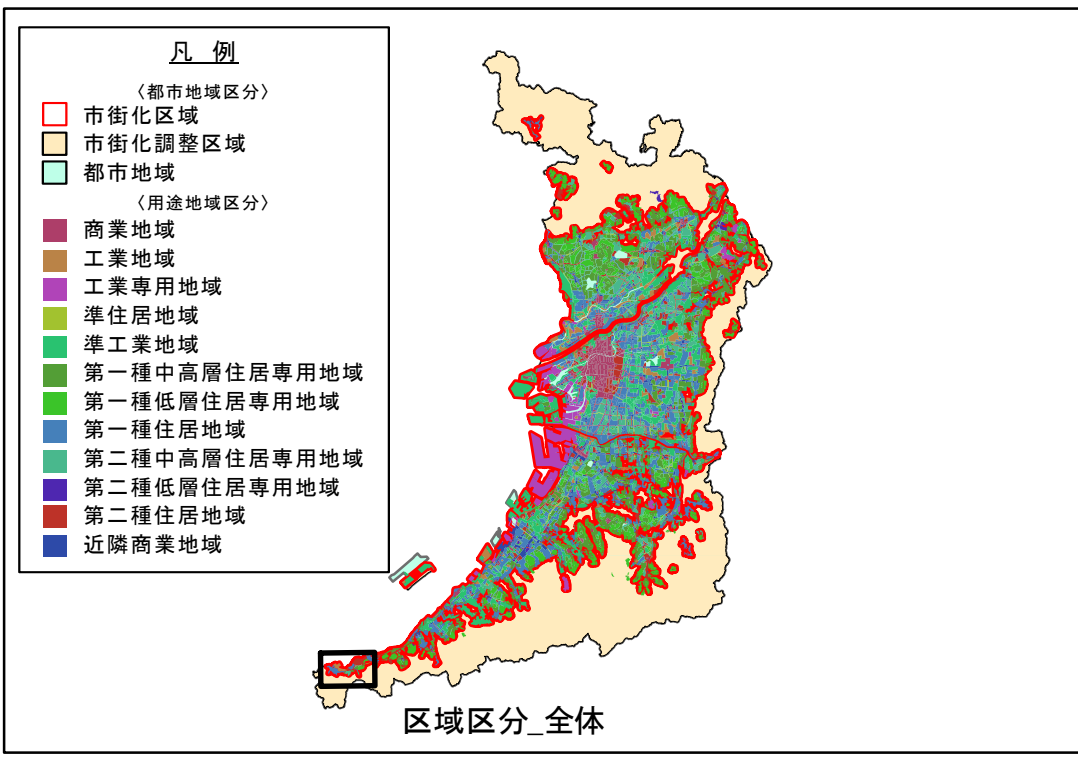 凡 例
〈都市地域区分〉
市街化区域
市街化調整区域
都市地域
〈用途地域区分〉
商業地域
工業地域
工業専用地域
準住居地域
準工業地域
第一種中高層住居専用地域
第一種低層住居専用地域
第一種住居地域
第二種中高層住居専用地域
第二種低層住居専用地域
第二種住居地域
近隣商業地域
区域区分_全体